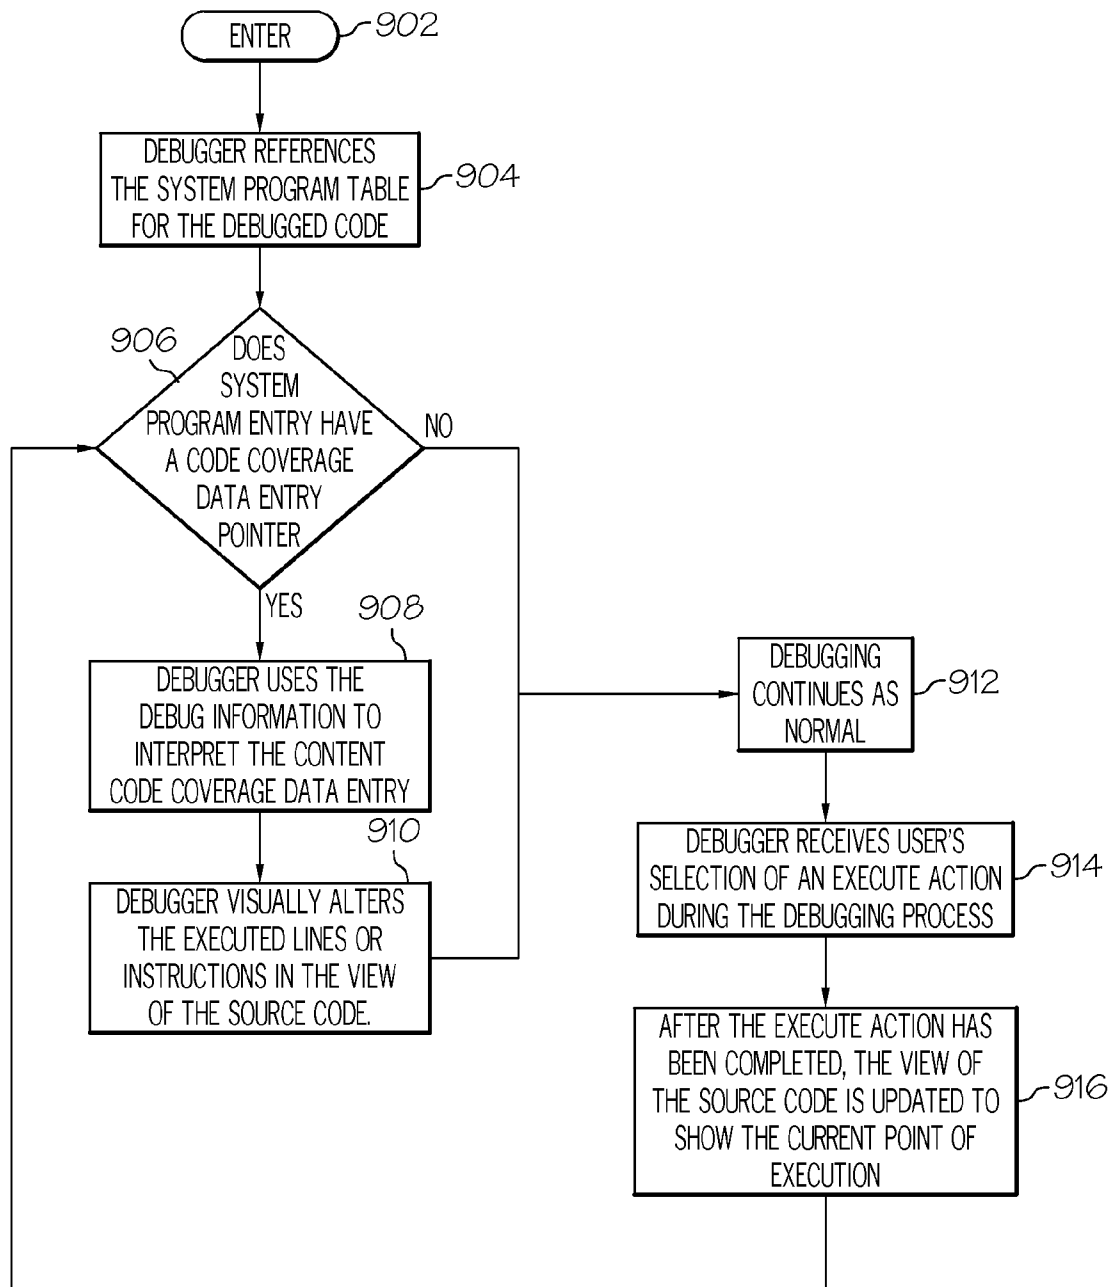 ENTER
902
DEBUGGER REFERENCES
THE SYSTEM PROGRAM TABLE
FOR THE DEBUGGED CODE
904
906
DOES
SYSTEM
PROGRAM ENTRY HAVE
A CODE COVERAGE
DATA ENTRY
POINTER
NO
YES
908
DEBUGGER USES THE
DEBUG INFORMATION TO
INTERPRET THE CONTENT
CODE COVERAGE DATA ENTRY
910
DEBUGGER VISUALLY ALTERS
THE EXECUTED LINES OR
INSTRUCTIONS IN THE VIEW
OF THE SOURCE CODE.
DEBUGGING
CONTINUES AS
NORMAL
912
DEBUGGER RECEIVES USER'S
SELECTION OF AN EXECUTE ACTION
DURING THE DEBUGGING PROCESS
914
AFTER THE EXECUTE ACTION HAS
BEEN COMPLETED, THE VIEW OF
THE SOURCE CODE IS UPDATED TO
SHOW THE CURRENT POINT OF
EXECUTION
916